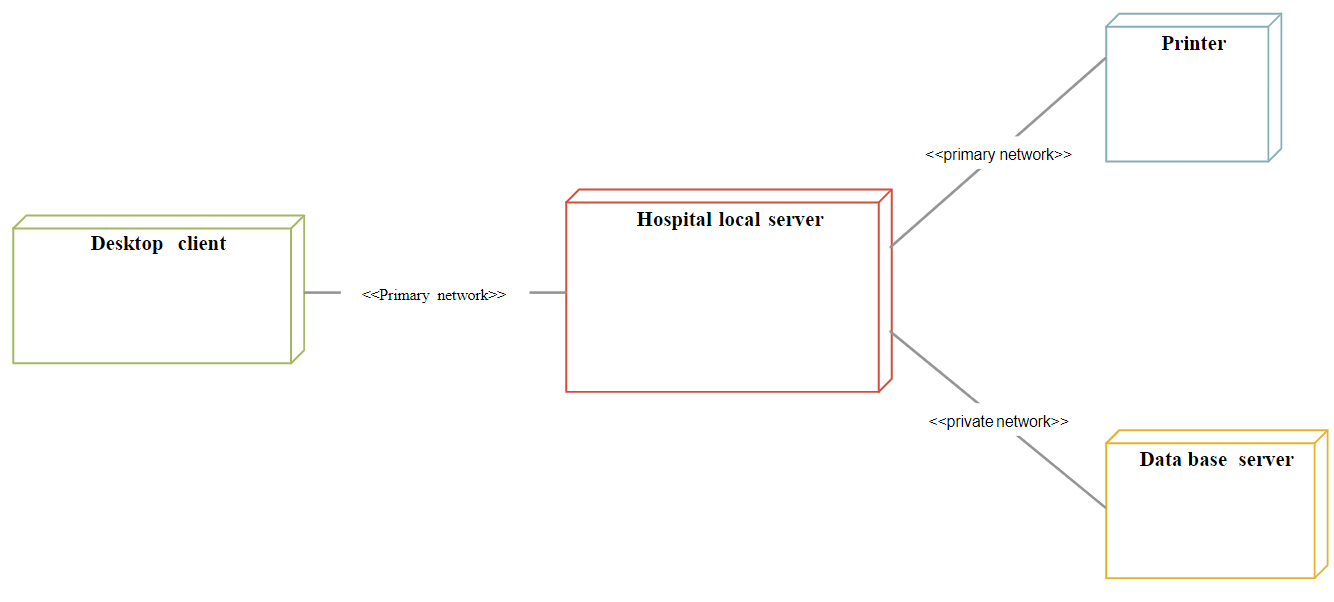 Printer
<<primary network>>
Hospital local server
Desktop client
<<Primary network>>
<<private network>>
Data base server